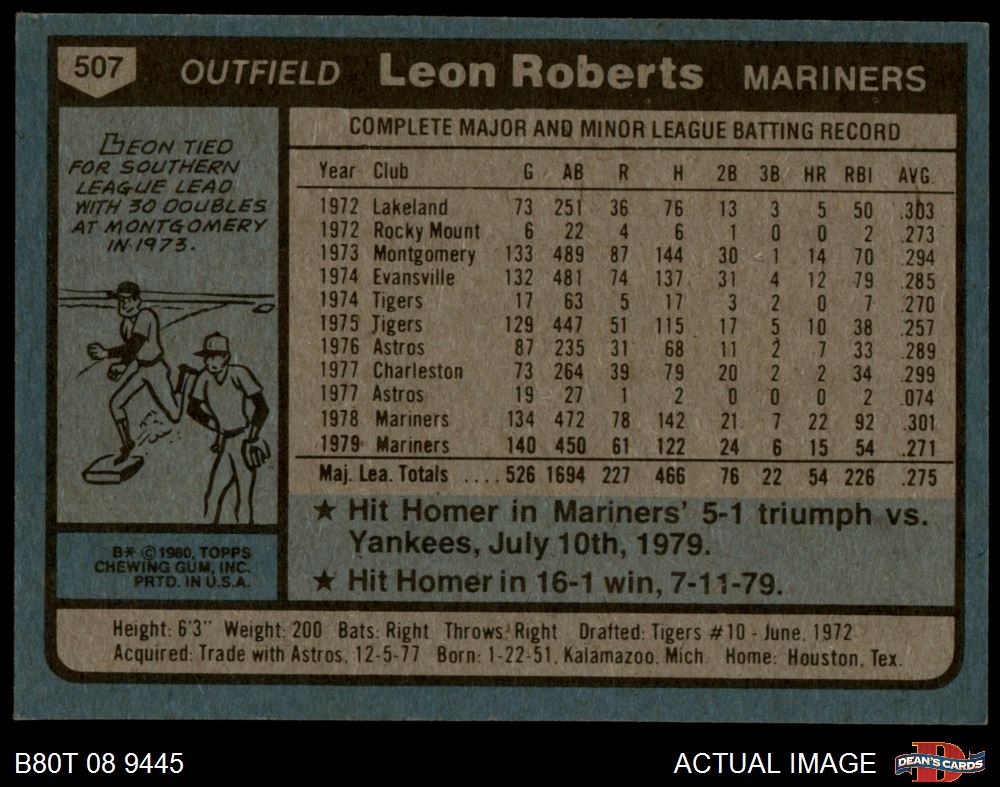 507 OUTFIELD Leon Roberts MARINERS
LEON TIED
FOR SOUTHERN
LEAGUE LEAD
WITH 30 DOUBLES
AT MONTGOMERY
IN 1973.
COMPLETE MAJOR AND MINOR LEAGUE BATTING RECORD
Year Club G AB R H 2B 3B HR RBI AVG.
1972 Lakeland 73 251 36 76 13 3 5 50 .303
1972 Rocky Mount 6 22 4 6 1 0 0 2 .273
1973 Montgomery 133 489 87 144 30 1 14 70 .294
1974 Evansville 132 481 74 137 31 4 12 79 .285
1974 Tigers 17 63 5 17 3 2 0 7 .270
1975 Tigers 129 447 51 115 17 5 10 38 .257
1976 Astros 87 235 31 68 11 2 7 33 .289
1977 Charleston 73 264 39 79 20 2 2 34 .299
1977 Astros 19 27 1 2 0 0 0 2 .074
1978 Mariners 134 472 78 142 21 7 22 92 .301
1979 Mariners 140 450 61 122 24 6 15 54 .271
Maj. Lea. Totals .... 526 1694 227 466 76 22 54 226 .275
★ Hit Homer in Mariners' 5-1 triumph vs.
Yankees, July 10th, 1979.
★ Hit Homer in 16-1 win, 7-11-79.
B* © 1980, TOPPS
CHEWING GUM, INC.
PRTD. IN U.S.A.
Height: 6'3" Weight: 200 Bats: Right Throws: Right Drafted: Tigers #10 - June, 1972
Acquired: Trade with Astros, 12-5-77 Born: 1-22-51, Kalamazoo, Mich. Home: Houston, Tex.
B80T 08 9445 ACTUAL IMAGE DEAN'S CARDS